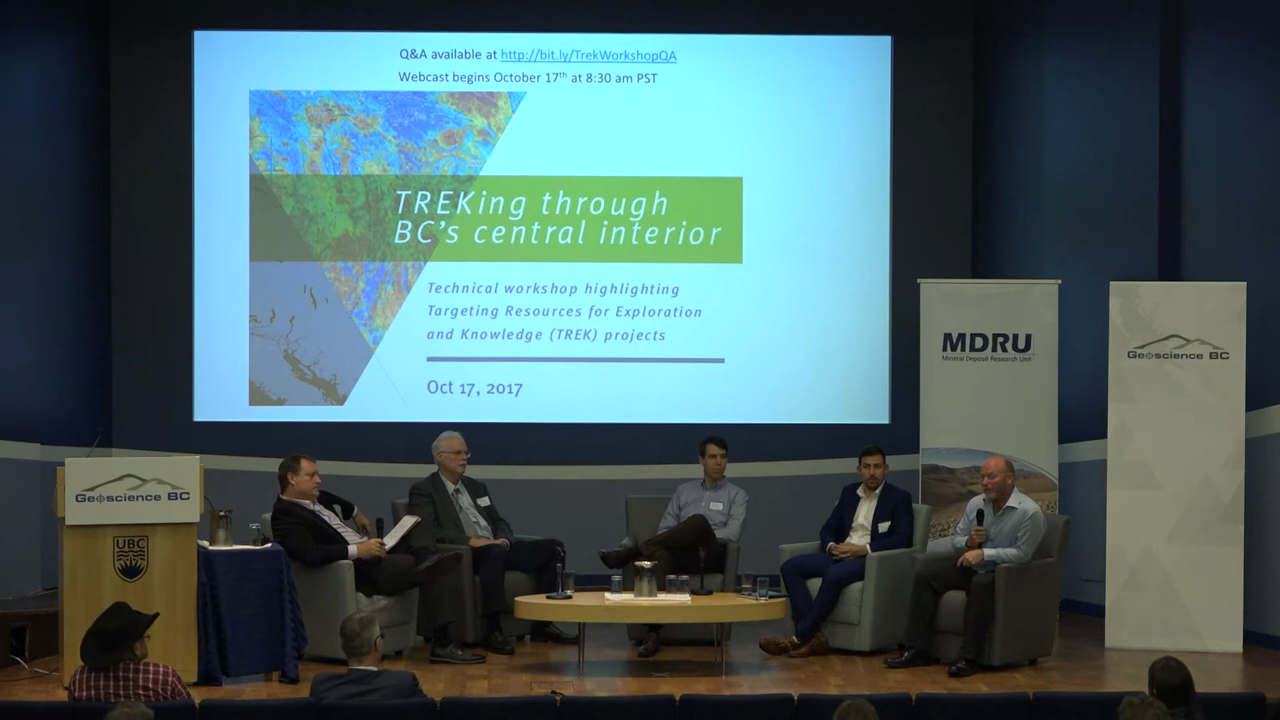 Q&A available at http://bit.ly/TrekWorkshopQA
Webcast begins October 17th at 8:30 am PST
TREKing through
BC's central interior
Technical workshop highlighting
Targeting Resources for Exploration
and Knowledge (TREK) projects
Oct 17, 2017
MDRU
Mineral Deposit Research Unit
Geoscience BC
Geoscience BC
UBC